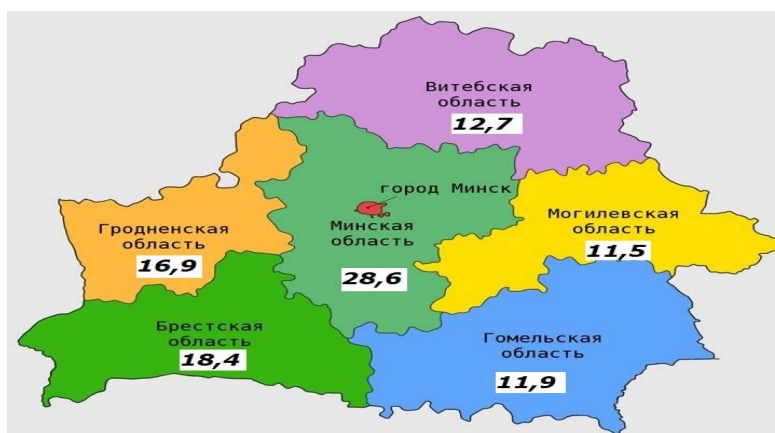 Витебская
область
12,7
город Минск
Минская
область
28,6
Гродненская
область
16,9
Могилевская
область
11,5
Брестская
область
18,4
Гомельская
область
11,9